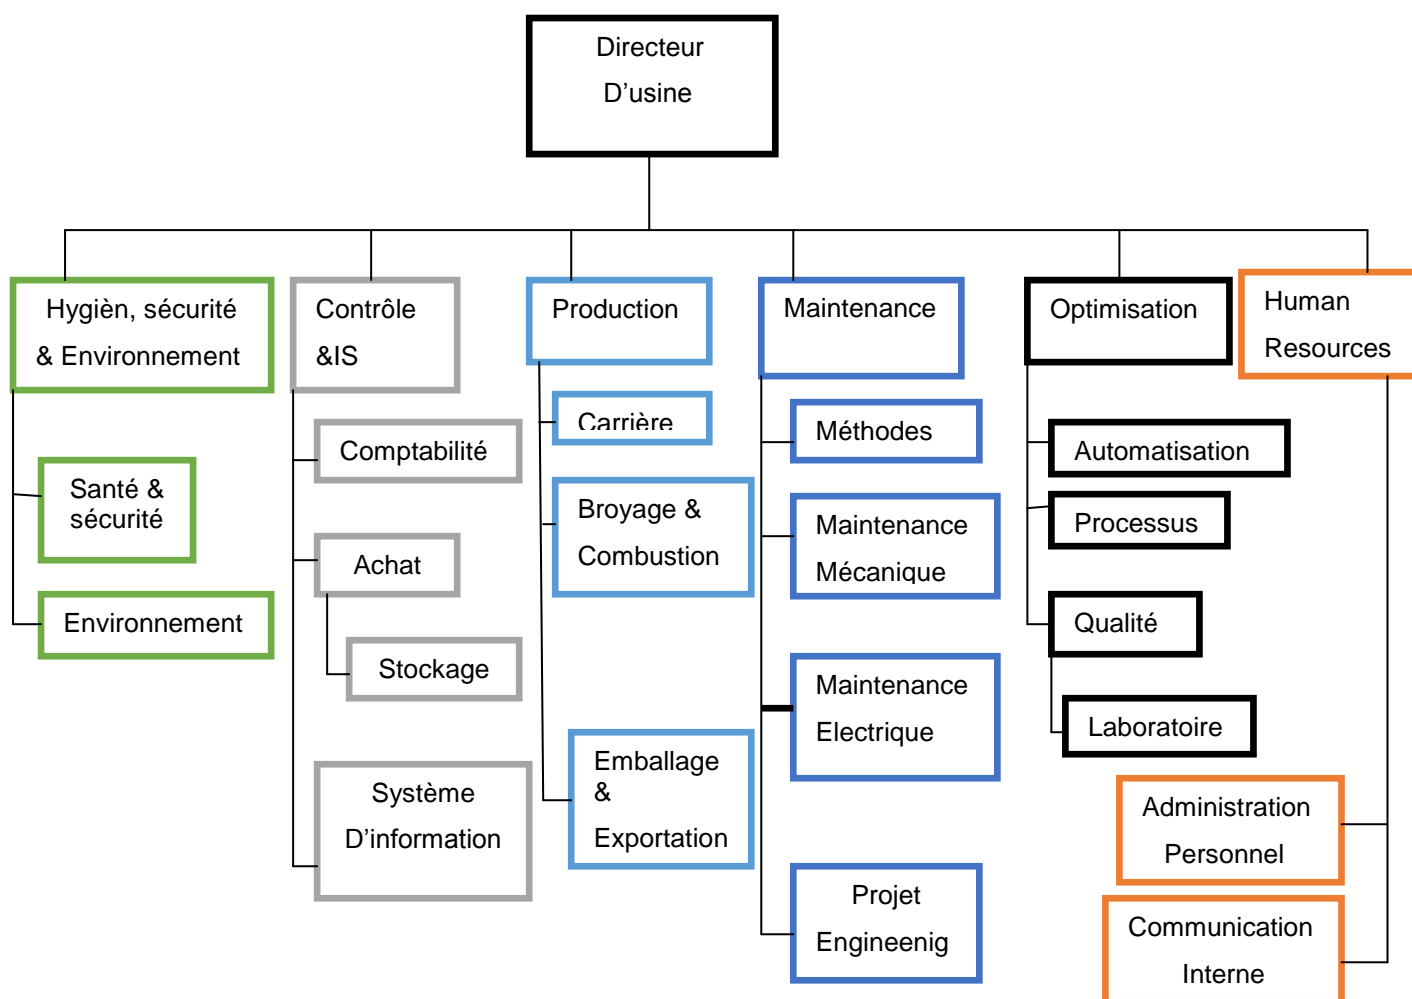 Directeur
D’usine
Hygièn, sécurité
& Environnement
Contrôle
&IS
Production
Maintenance
Optimisation
Human
Resources
Santé &
sécurité
Environnement
Comptabilité
Achat
Stockage
Système
D’information
Carrière
Broyage &
Combustion
Emballage
&
Exportation
Méthodes
Maintenance
Mécanique
Maintenance
Electrique
Projet
Engineenig
Automatisation
Processus
Qualité
Laboratoire
Administration
Personnel
Communication
Interne